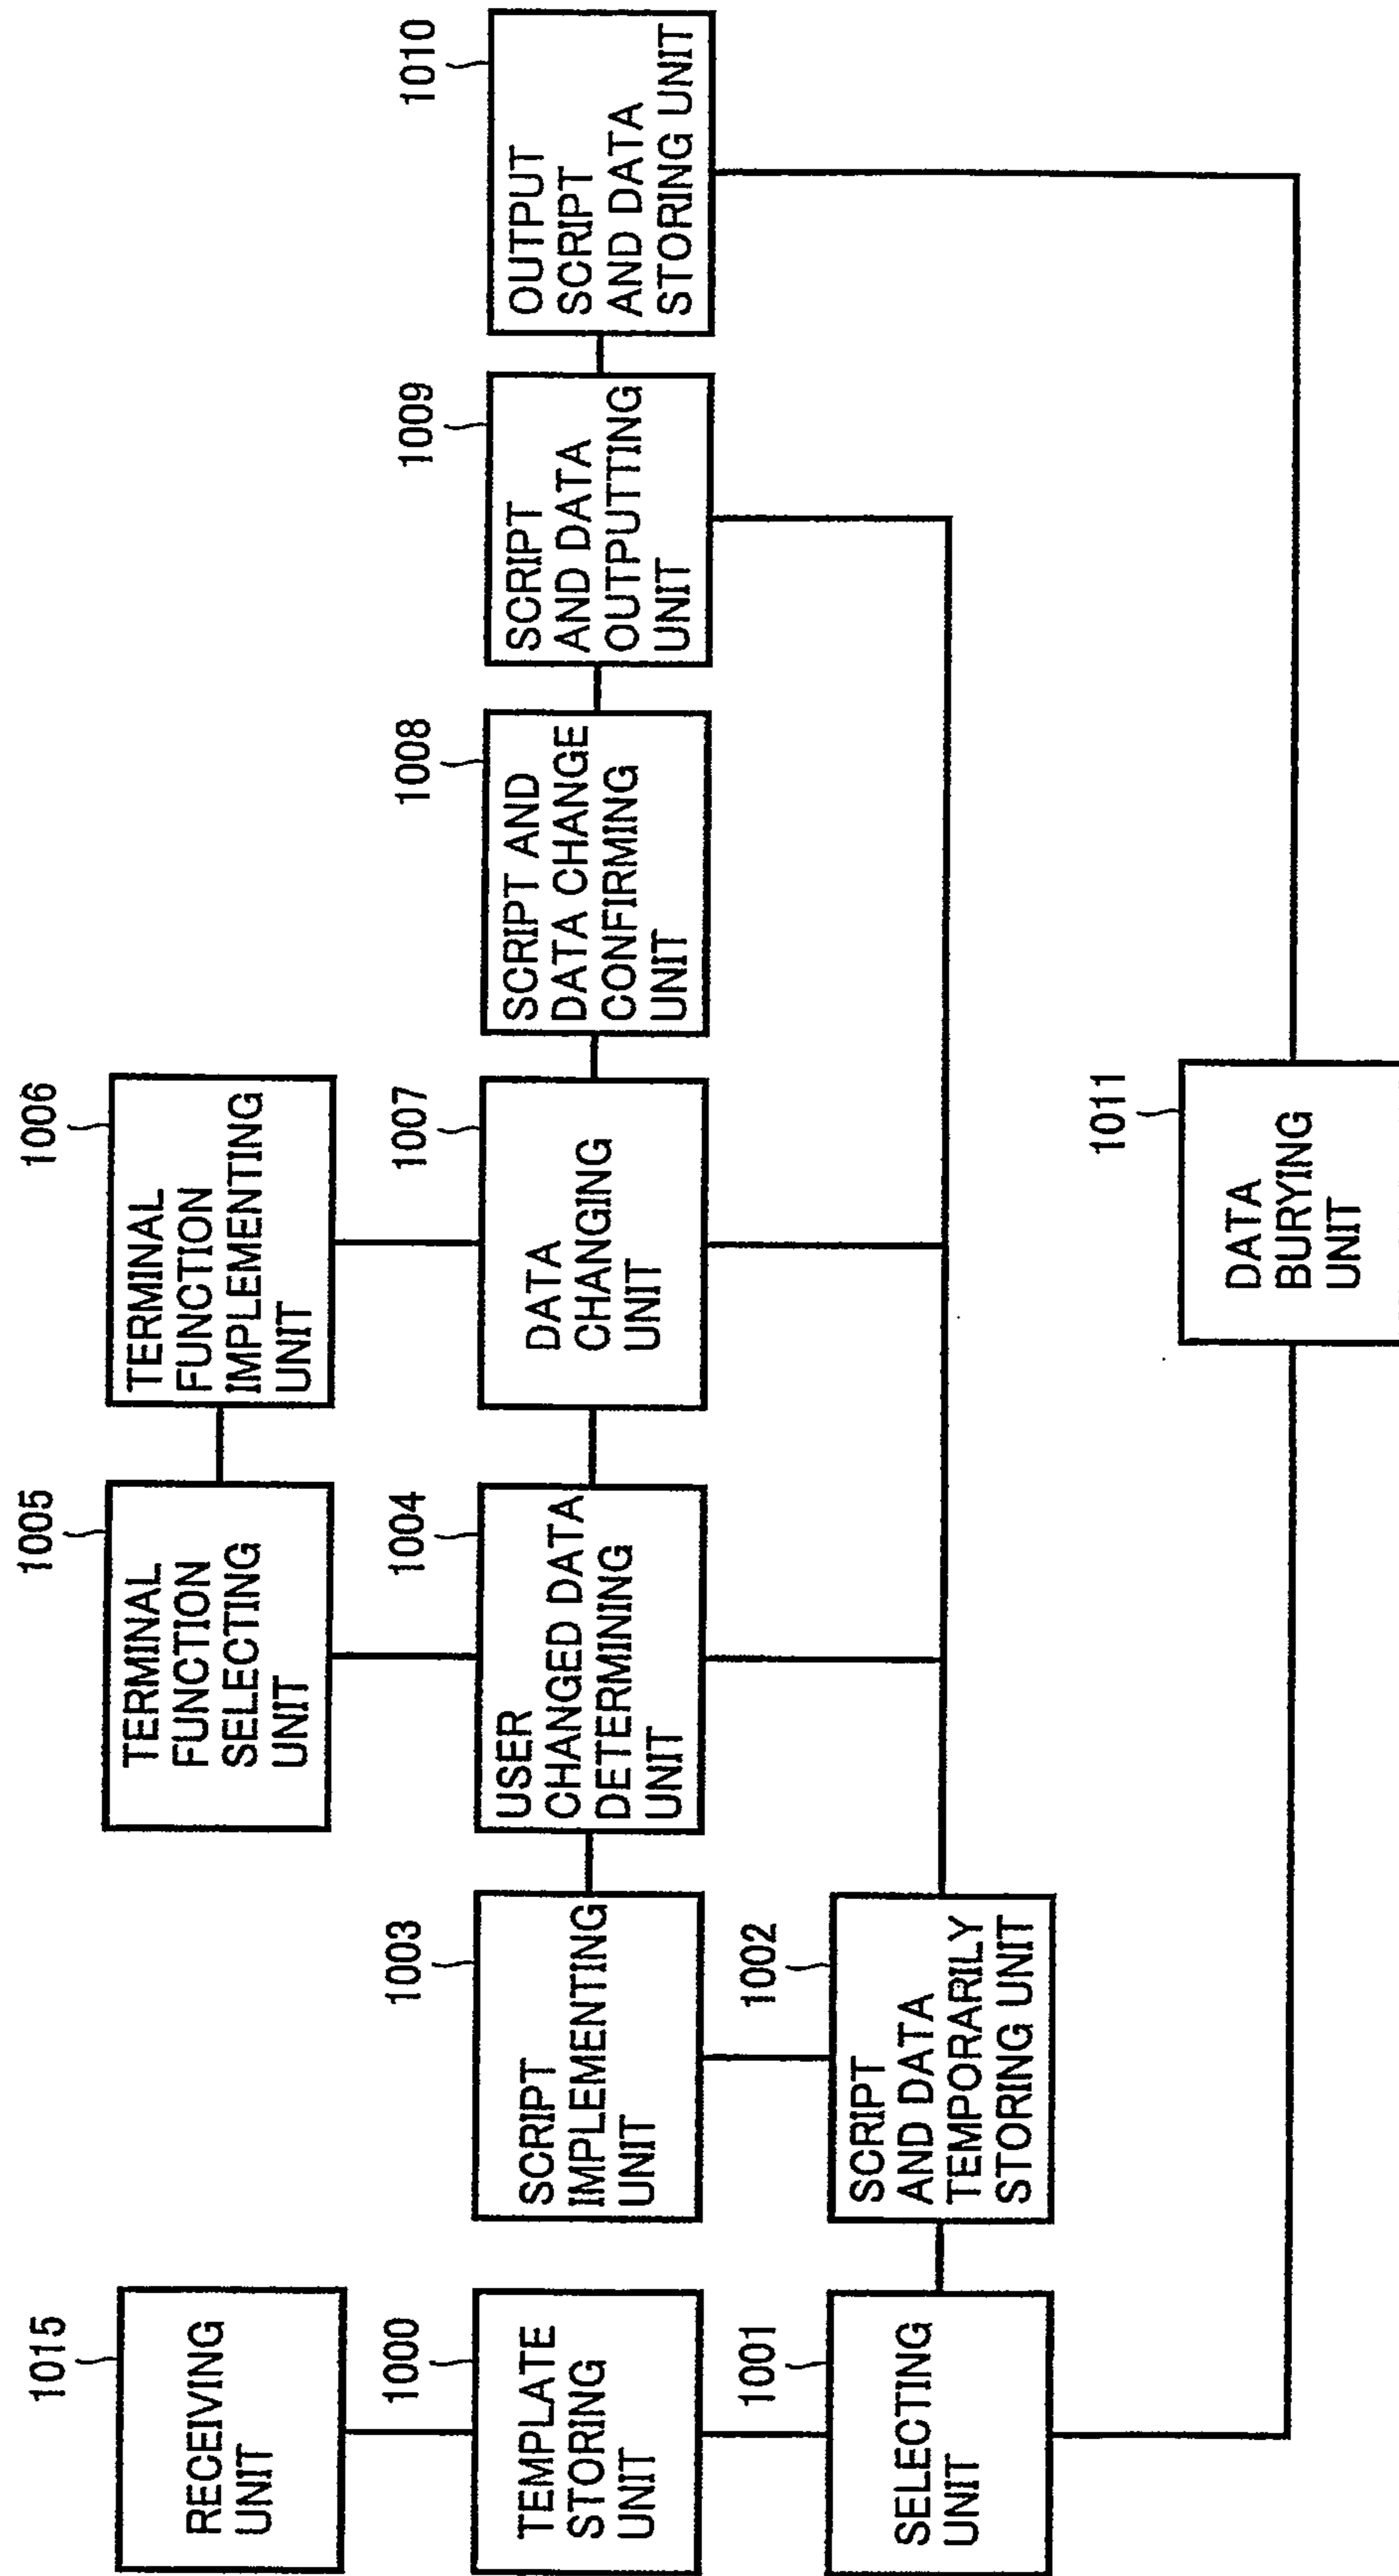 1015
RECEIVING
UNIT
1005
TERMINAL
FUNCTION
SELECTING
UNIT
1006
TERMINAL
FUNCTION
IMPLEMENTING
UNIT
1000
TEMPLATE
STORING
UNIT
1003
SCRIPT
IMPLEMENTING
UNIT
1004
USER
CHANGED DATA
DETERMINING
UNIT
1007
DATA
CHANGING
UNIT
1008
SCRIPT AND
DATA CHANGE
CONFIRMING
UNIT
1009
SCRIPT
AND DATA
OUTPUTTING
UNIT
1010
OUTPUT
SCRIPT
AND DATA
STORING UNIT
1001
SELECTING
UNIT
1002
SCRIPT
AND DATA
TEMPORARILY
STORING UNIT
1011
DATA
BURYING
UNIT